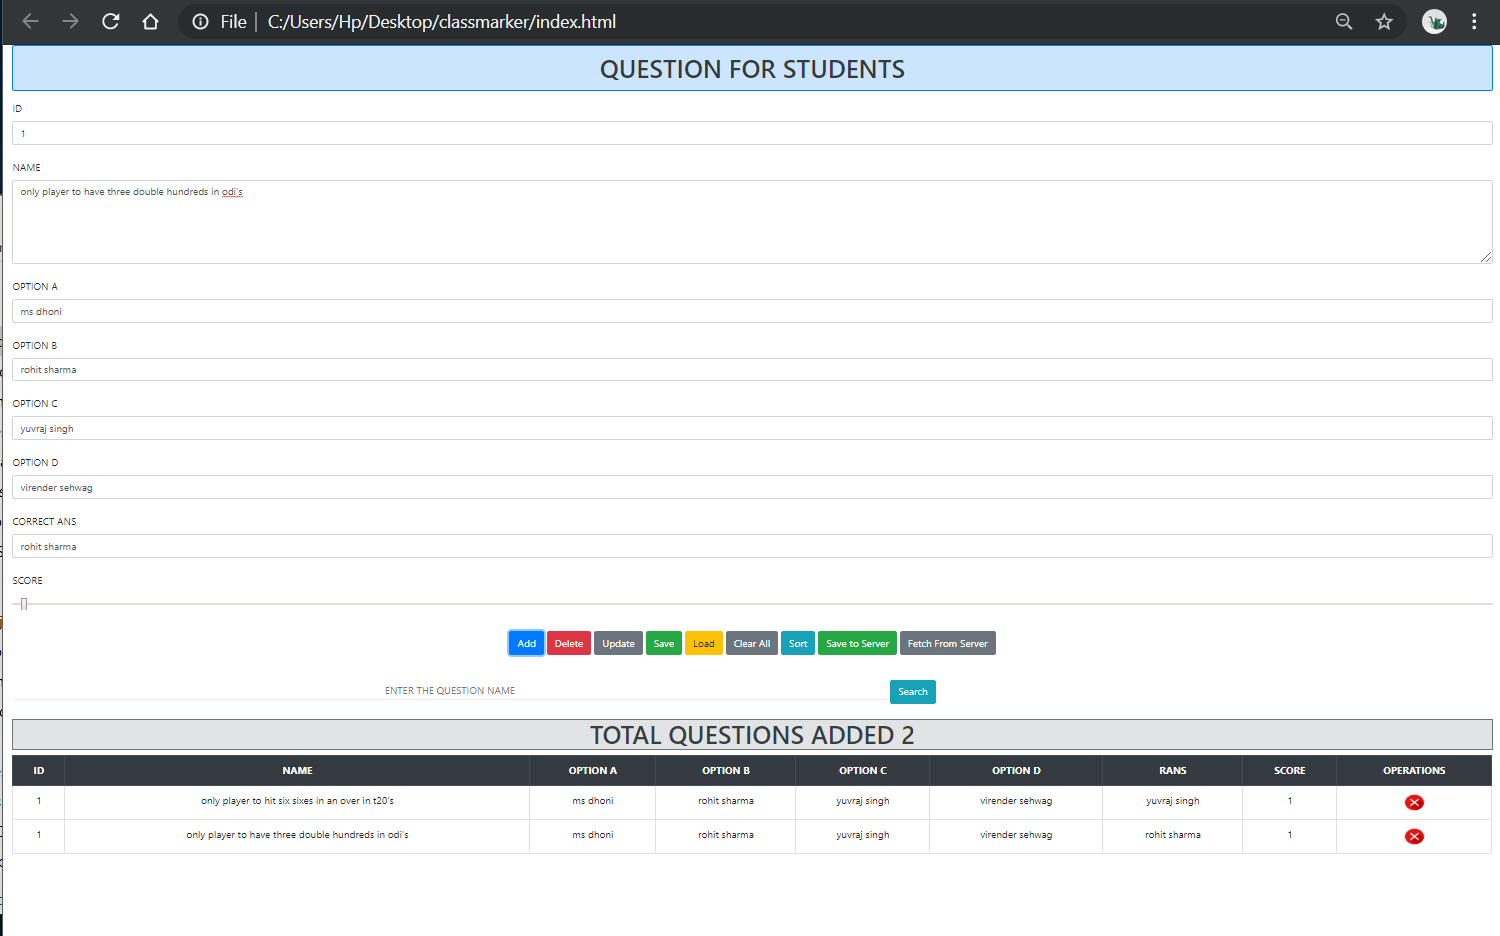 File | C:/Users/Hp/Desktop/classmarker/index.html
QUESTION FOR STUDENTS
ID
1
NAME
only player to have three double hundreds in odi's
OPTION A
ms dhoni
OPTION B
rohit sharma
OPTION C
yuvraj singh
OPTION D
virender sehwag
CORRECT ANS
rohit sharma
SCORE
Add Delete Update Save Load Clear All Sort Save to Server Fetch From Server
ENTER THE QUESTION NAME Search
TOTAL QUESTIONS ADDED 2
ID NAME OPTION A OPTION B OPTION C OPTION D RANS SCORE OPERATIONS
1 only player to hit six sixes in an over in t20's ms dhoni rohit sharma yuvraj singh virender sehwag yuvraj singh 1
1 only player to have three double hundreds in odi's ms dhoni rohit sharma yuvraj singh virender sehwag rohit sharma 1